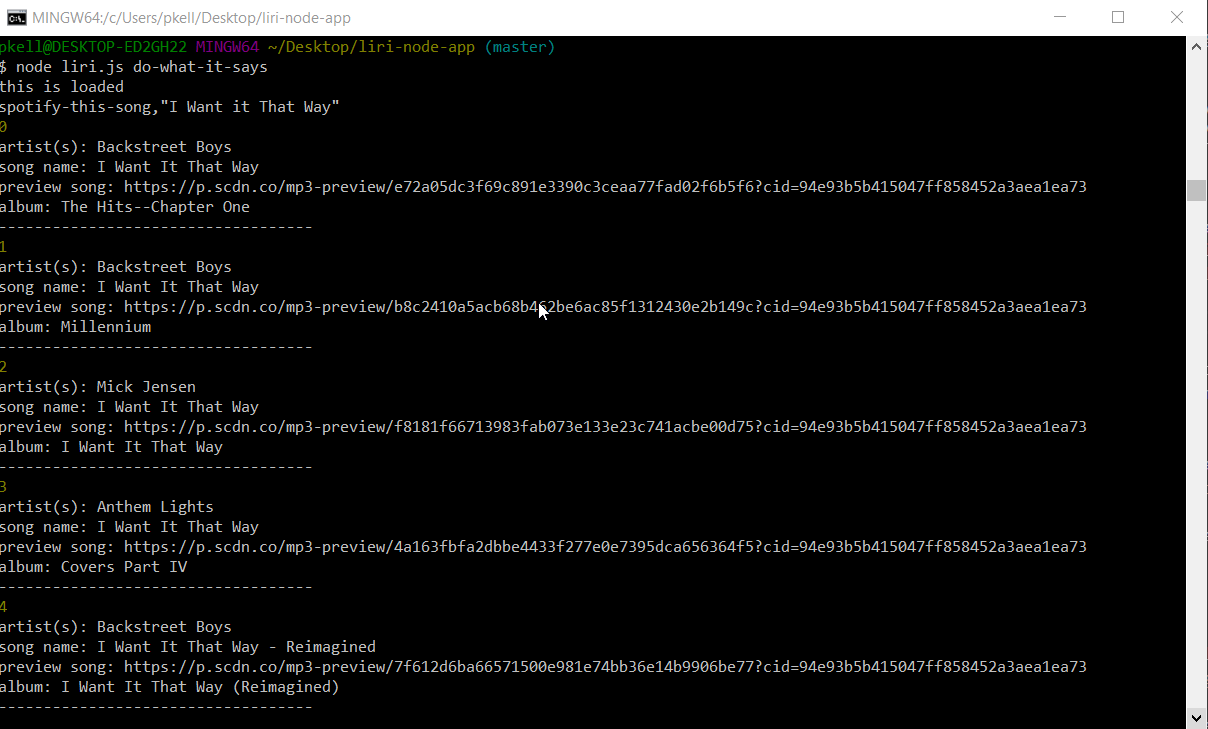 MINGW64:/c/Users/pkell/Desktop/liri-node-app
pkell@DESKTOP-ED2GH22 MINGW64 ~/Desktop/liri-node-app (master)
$ node liri.js do-what-it-says
this is loaded
spotify-this-song,"I Want it That Way"
0
artist(s): Backstreet Boys
song name: I Want It That Way
preview song: https://p.scdn.co/mp3-preview/e72a05dc3f69c891e3390c3ceaa77fad02f6b5f6?cid=94e93b5b415047ff858452a3aea1ea73
album: The Hits--Chapter One
-----------------------------------
1
artist(s): Backstreet Boys
song name: I Want It That Way
preview song: https://p.scdn.co/mp3-preview/b8c2410a5acb68b462be6ac85f1312430e2b149c?cid=94e93b5b415047ff858452a3aea1ea73
album: Millennium
-----------------------------------
2
artist(s): Mick Jensen
song name: I Want It That Way
preview song: https://p.scdn.co/mp3-preview/f8181f66713983fab073e133e23c741acbe00d75?cid=94e93b5b415047ff858452a3aea1ea73
album: I Want It That Way
-----------------------------------
3
artist(s): Anthem Lights
song name: I Want It That Way
preview song: https://p.scdn.co/mp3-preview/4a163fbfa2dbbe4433f277e0e7395dca656364f5?cid=94e93b5b415047ff858452a3aea1ea73
album: Covers Part IV
-----------------------------------
4
artist(s): Backstreet Boys
song name: I Want It That Way - Reimagined
preview song: https://p.scdn.co/mp3-preview/7f612d6ba66571500e981e74bb36e14b9906be77?cid=94e93b5b415047ff858452a3aea1ea73
album: I Want It That Way (Reimagined)
-----------------------------------